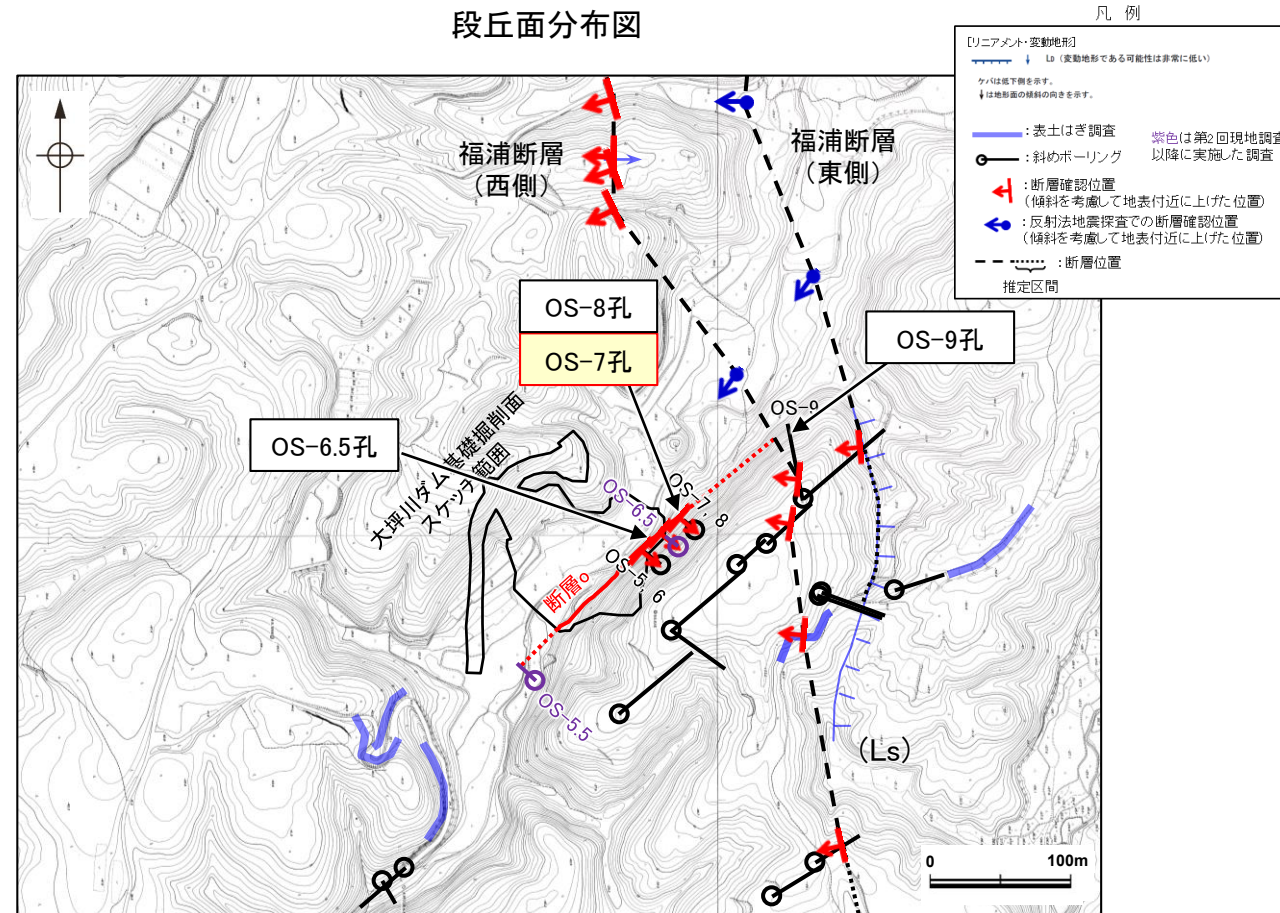 段丘面分布図
凡 例
[リニアメント・変動地形]
LD (変動地形である可能性は非常に低い)
ケバは低下側を示す。
↓は地形面の傾斜の向きを示す。
：表土はぎ調査
紫色は第2回現地調査
以降に実施した調査
：斜めボーリング
：断層確認位置
(傾斜を考慮して地表付近に上げた位置)
：反射法地震探査での断層確認位置
(傾斜を考慮して地表付近に上げた位置)
：断層位置
推定区間
福浦断層
(西側)
福浦断層
(東側)
OS-8孔
OS-7孔
OS-9孔
OS-6.5孔
大坪川ダム基礎掘削面
スケッチ範囲
OS-9
OS-7, 8
OS-6.5
OS-5, 6
断層o
OS-5.5
(Ls)
0 100m